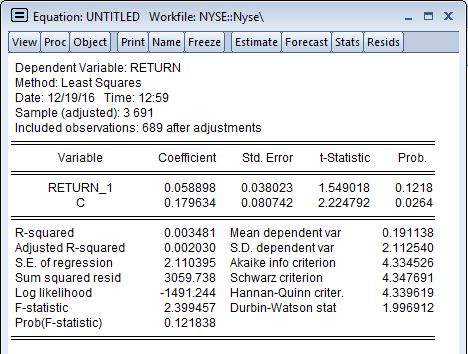 Equation: UNTITLED Workfile: NYSE::Nyse\
View Proc Object Print Name Freeze Estimate Forecast Stats Resids
Dependent Variable: RETURN
Method: Least Squares
Date: 12/19/16 Time: 12:59
Sample (adjusted): 3 691
Included observations: 689 after adjustments
Variable Coefficient Std. Error t-Statistic Prob.
RETURN_1 0.058898 0.038023 1.549018 0.1218
C 0.179634 0.080742 2.224792 0.0264
R-squared 0.003481 Mean dependent var 0.191138
Adjusted R-squared 0.002030 S.D. dependent var 2.112540
S.E. of regression 2.110395 Akaike info criterion 4.334526
Sum squared resid 3059.738 Schwarz criterion 4.347691
Log likelihood -1491.244 Hannan-Quinn criter. 4.339619
F-statistic 2.399457 Durbin-Watson stat 1.996912
Prob(F-statistic) 0.121838